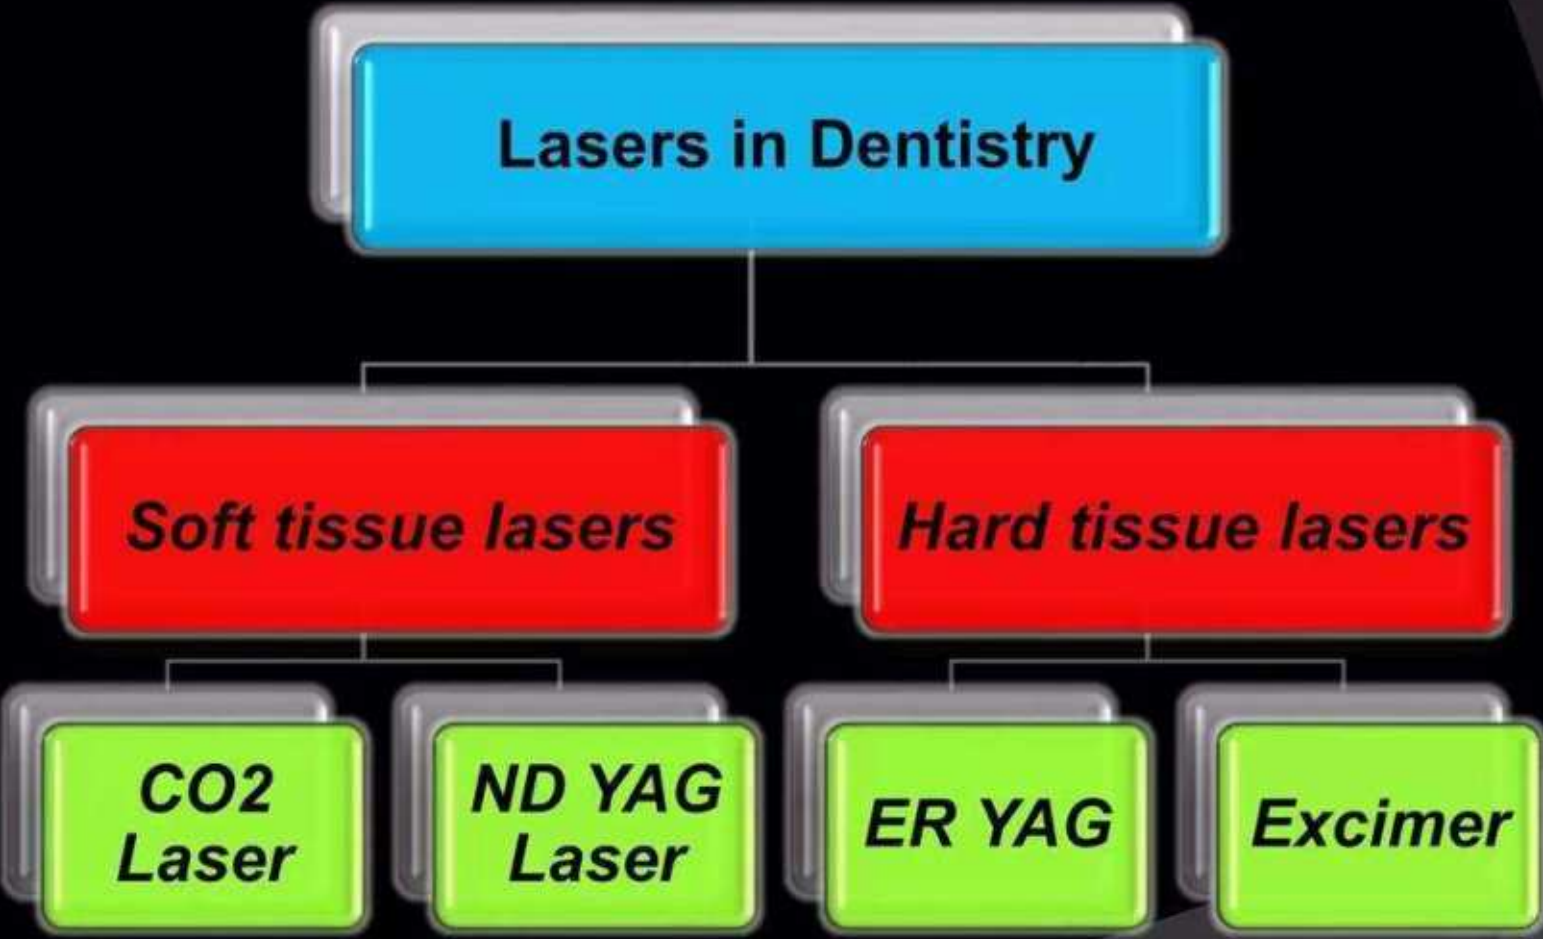 Lasers in Dentistry
Soft tissue lasers
Hard tissue lasers
CO2
Laser
ND YAG
Laser
ER YAG
Excimer